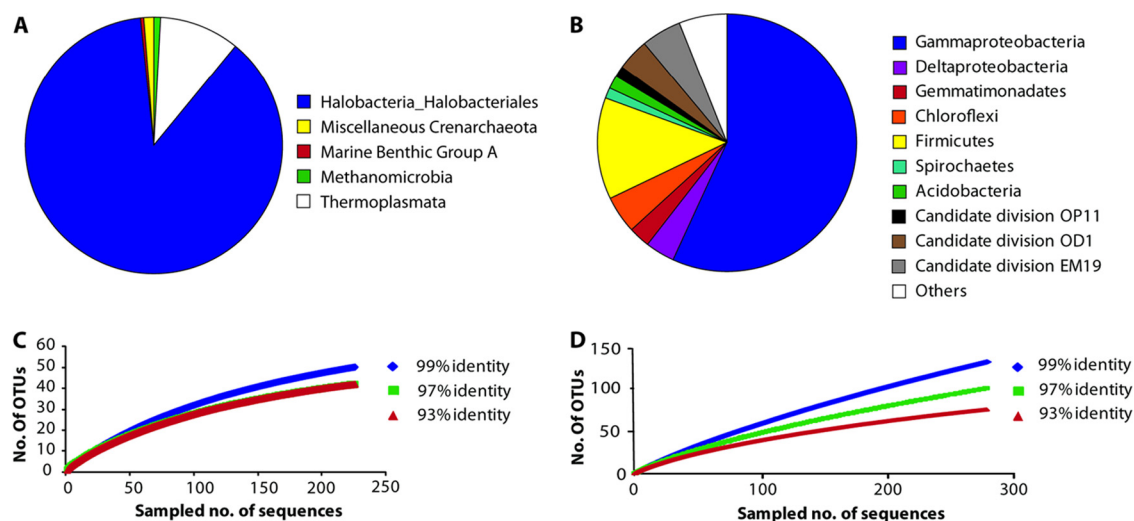 A
Halobacteria_Halobacteriales
Miscellaneous Crenarchaeota
Marine Benthic Group A
Methanomicrobia
Thermoplasmata
B
Gammaproteobacteria
Deltaproteobacteria
Gemmatimonadates
Chloroflexi
Firmicutes
Spirochaetes
Acidobacteria
Candidate division OP11
Candidate division OD1
Candidate division EM19
Others
C
No. Of OTUs
60
50
40
30
20
10
0
0
50
100
150
200
250
Sampled no. of sequences
99%identity
97%identity
93%identity
D
No. Of OTUs
150
100
50
0
0
100
200
300
Sampled no. of sequences
99%identity
97%identity
93%identity